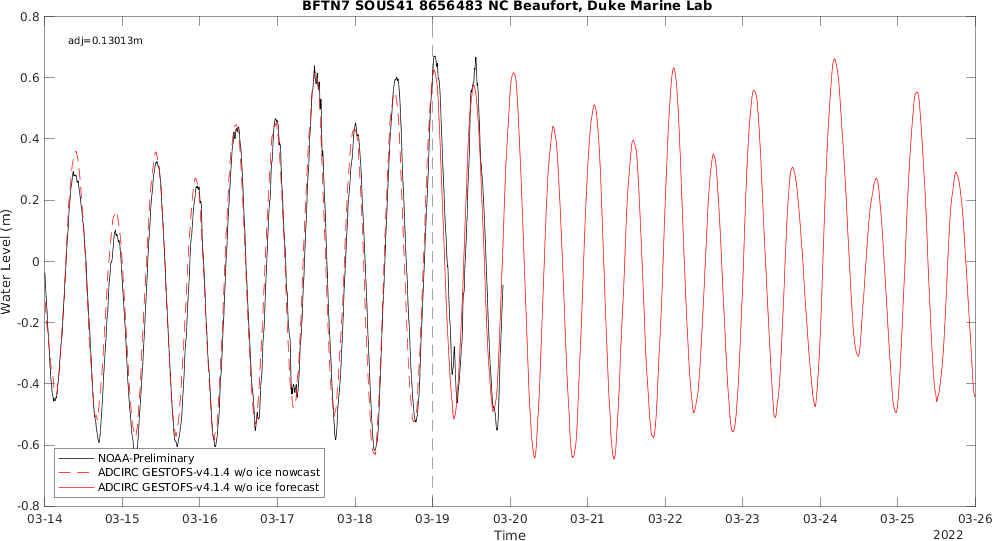 BFTN7 SOUS41 8656483 NC Beaufort, Duke Marine Lab
adj=0.13013m
0.8
0.6
0.4
0.2
0
-0.2
-0.4
-0.6
-0.8
Water Level (m)
NOAA-Preliminary
ADCIRC GESTOFS-v4.1.4 w/o ice nowcast
ADCIRC GESTOFS-v4.1.4 w/o ice forecast
03-14 03-15 03-16 03-17 03-18 03-19 03-20 03-21 03-22 03-23 03-24 03-25 03-26
Time
2022